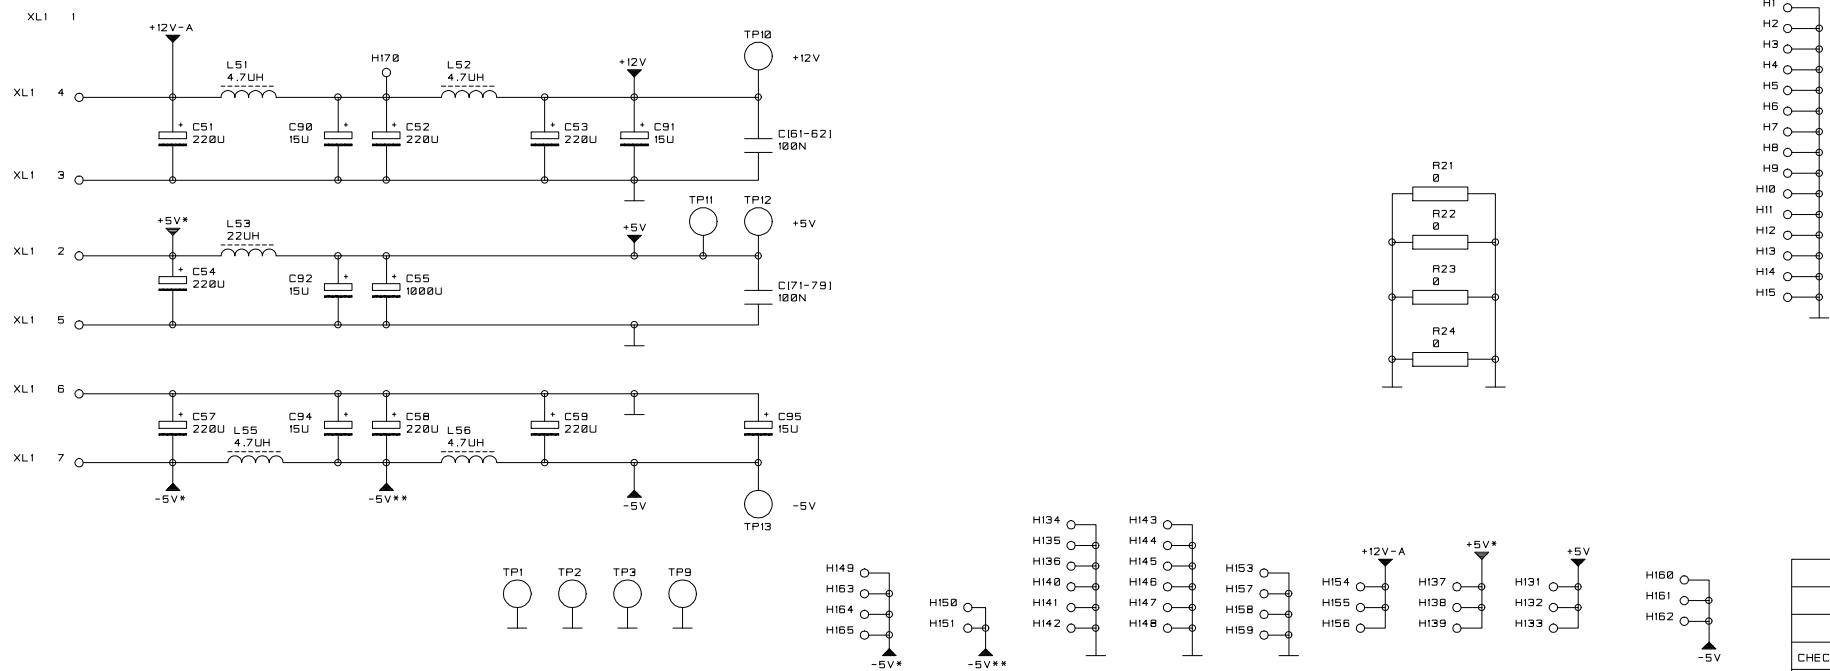 XL1 1
+12V-A
L51
4.7UH
H170
L52
4.7UH
+12V
TP10
+12V
XL1 4
C51
220U
C90
15U
C52
220U
C53
220U
C91
15U
C[61-62]
100N
XL1 3
+5V*
L53
22UH
+5V
TP11
TP12
+5V
XL1 2
C54
220U
C92
15U
C55
1000U
C[71-79]
100N
XL1 5
XL1 6
C57
220U
L55
4.7UH
C94
15U
C58
220U
L56
4.7UH
C59
220U
C95
15U
XL1 7
-5V*
-5V**
-5V
-5V
TP13
R21
0
R22
0
R23
0
R24
0
H1
H2
H3
H4
H5
H6
H7
H8
H9
H10
H11
H12
H13
H14
H15
TP1
TP2
TP3
TP9
H149
H163
H164
H165
-5V*
H150
H151
-5V**
H134
H135
H136
H140
H141
H142
H143
H144
H145
H146
H147
H148
H153
H157
H158
H159
+12V-A
H154
H155
H156
+5V*
H137
H138
H139
+5V
H131
H132
H133
H160
H161
H162
-5V
CHEC